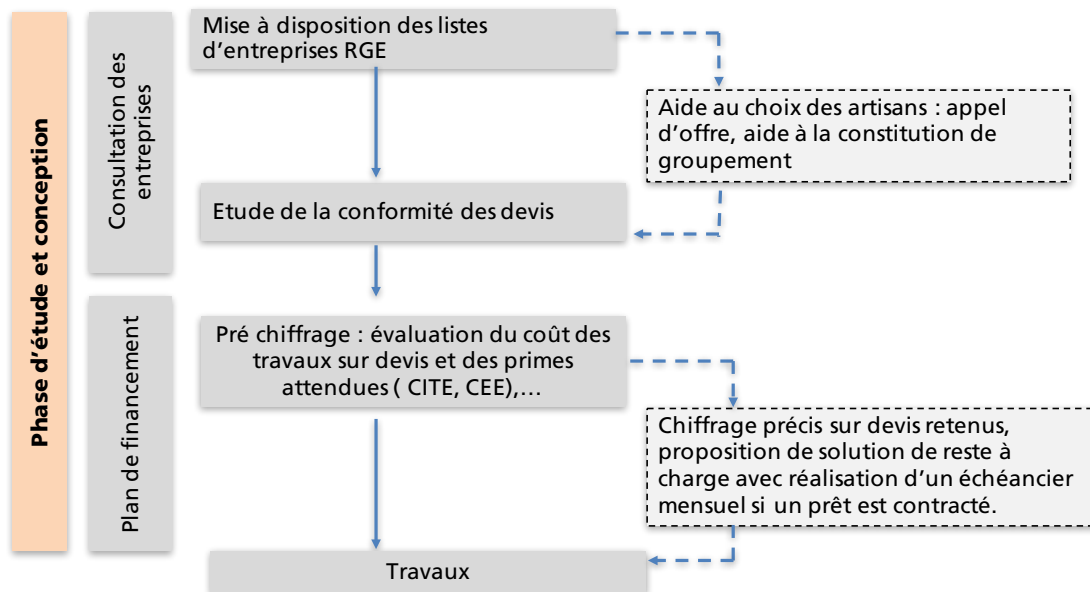 Phase d’étude et conception
Consultation des
entreprises
Mise à disposition des listes
d’entreprises RGE
Aide au choix des artisans : appel
d’offre, aide à la constitution de
groupement
Etude de la conformité des devis
Plan de financement
Pré chiffrage : évaluation du coût des
travaux sur devis et des primes
attendues ( CITE, CEE),…
Chiffrage précis sur devis retenus,
proposition de solution de reste à
charge avec réalisation d’un échéancier
mensuel si un prêt est contracté.
Travaux